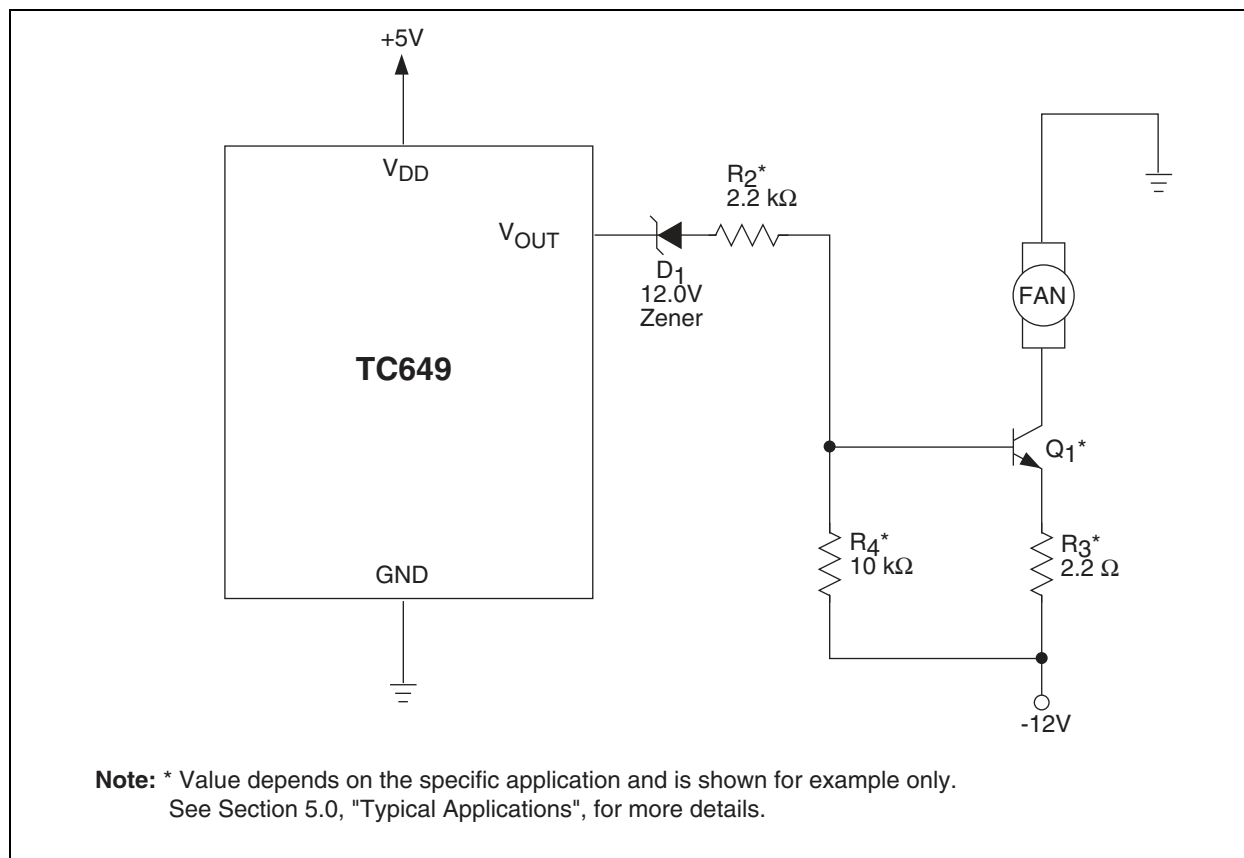 +5V
VDD
VOUT
R2*
2.2 kΩ
D1
12.0V
Zener
FAN
TC649
Q1*
R4*
10 kΩ
R3*
2.2 Ω
GND
-12V
Note: * Value depends on the specific application and is shown for example only.
See Section 5.0, "Typical Applications", for more details.